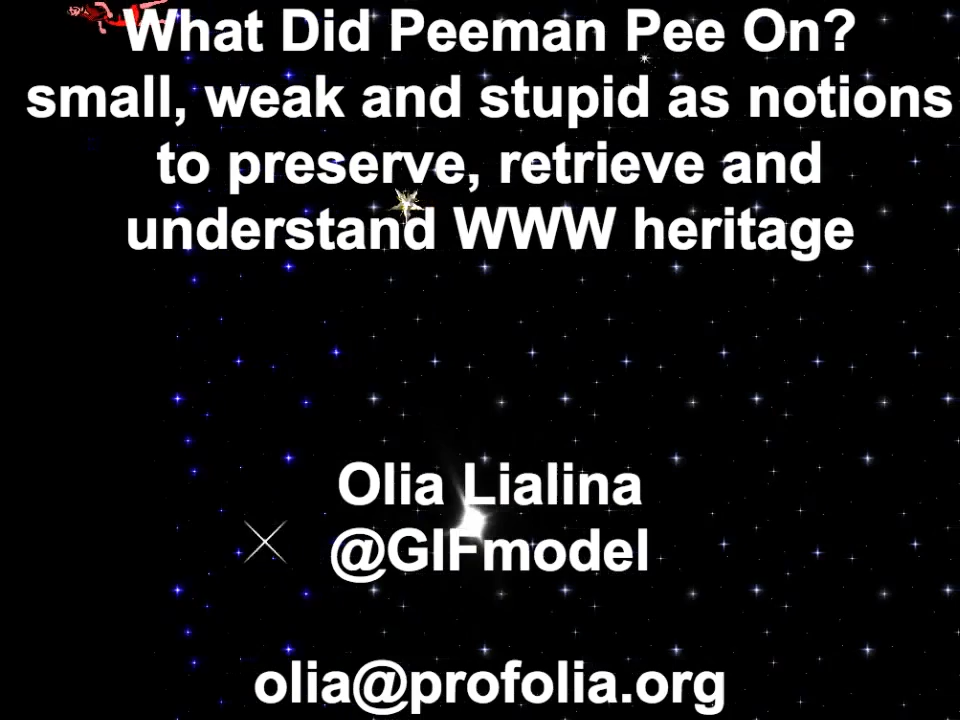 What Did Peeman Pee On?
small, weak and stupid as notions
to preserve, retrieve and
understand WWW heritage
Olia Lialina
@GIFmodel
olia@profolia.org